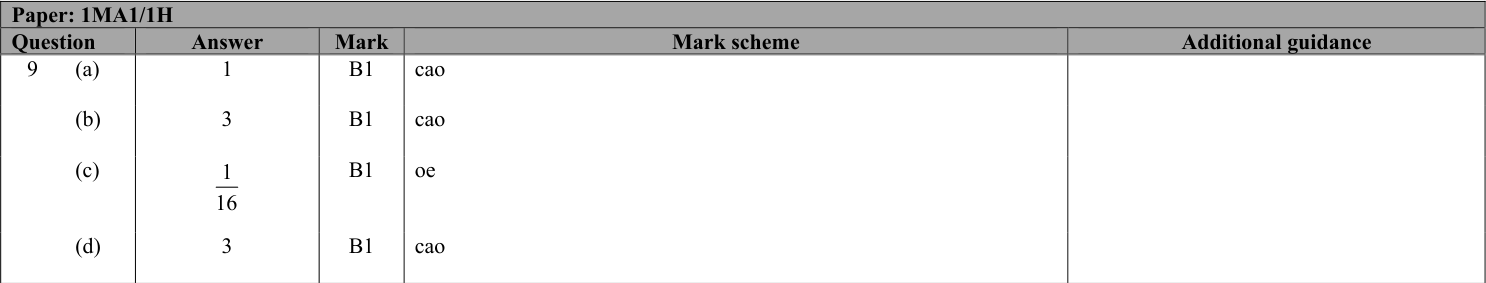 Paper: 1MA1/1H
Question Answer Mark Mark scheme Additional guidance
9 (a) 1 B1 cao
(b) 3 B1 cao
(c) 1/16 B1 oe
(d) 3 B1 cao